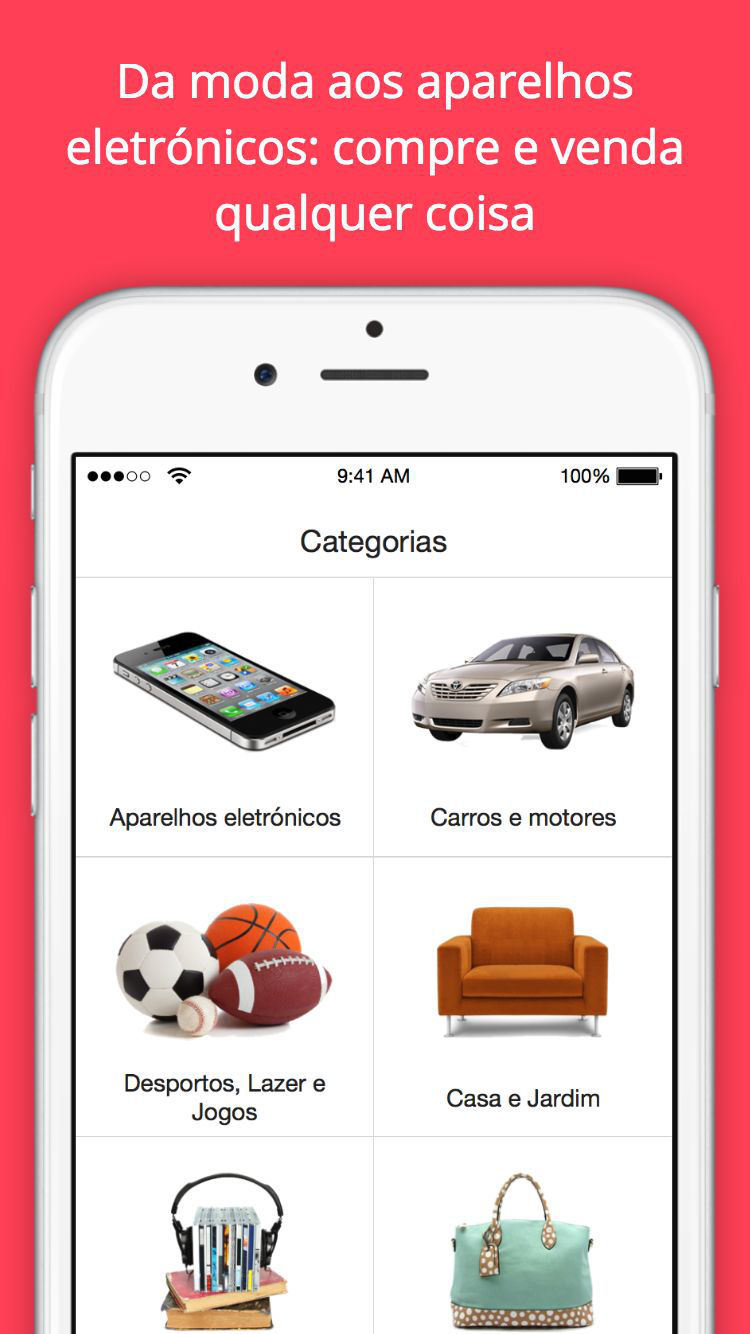 Da moda aos aparelhos
eletrónicos: compre e venda
qualquer coisa
9:41 AM
100%
Categorias
Aparelhos eletrónicos
Carros e motores
Desportos, Lazer e
Jogos
Casa e Jardim